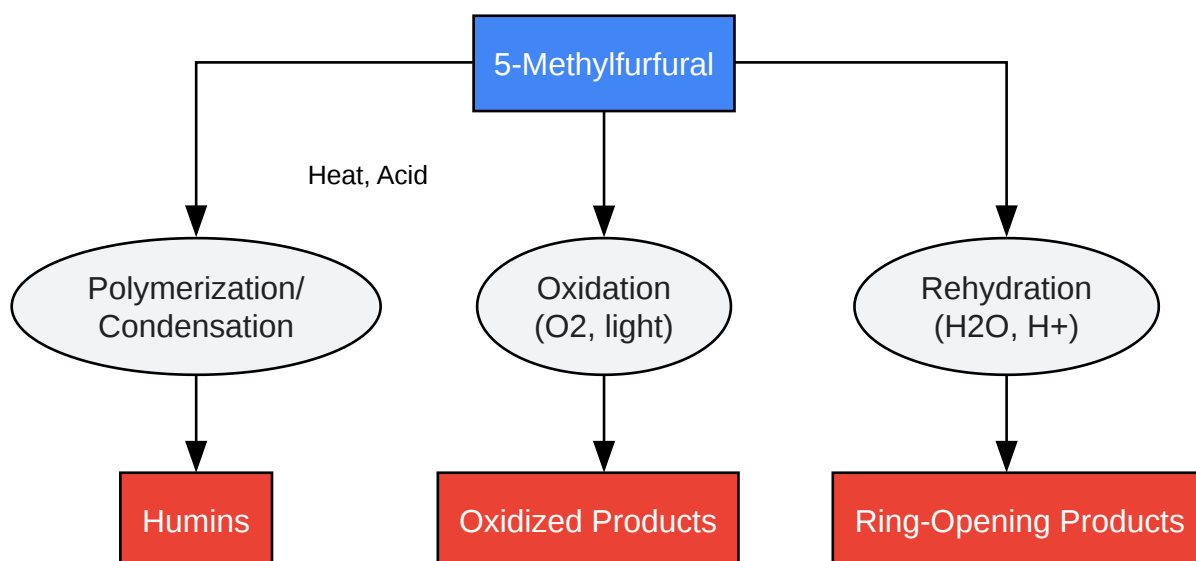 5-Methylfurfural
Heat, Acid
Polymerization/
Condensation
Oxidation
(O2, light)
Rehydration
(H2O, H+)
Humins
Oxidized Products
Ring-Opening Products